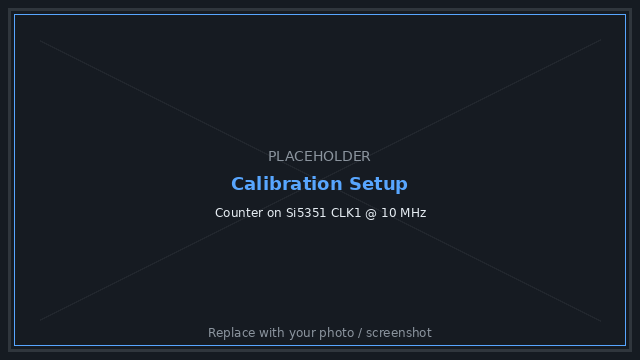 PLACEHOLDER
Calibration Setup
Counter on Si5351 CLK1 @ 10 MHz
Replace with your photo / screenshot